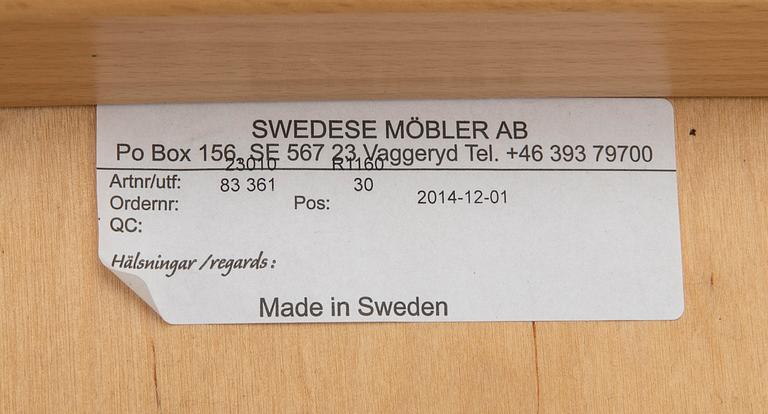 SWEDESE MÖBLER AB
Po Box 156, SE 567 23 Vaggeryd Tel. +46 393 79700
23010 R1160
Artnr/utf: 83 361 30
Ordernr: Pos: 2014-12-01
QC:
Hälsningar /regards:
Made in Sweden